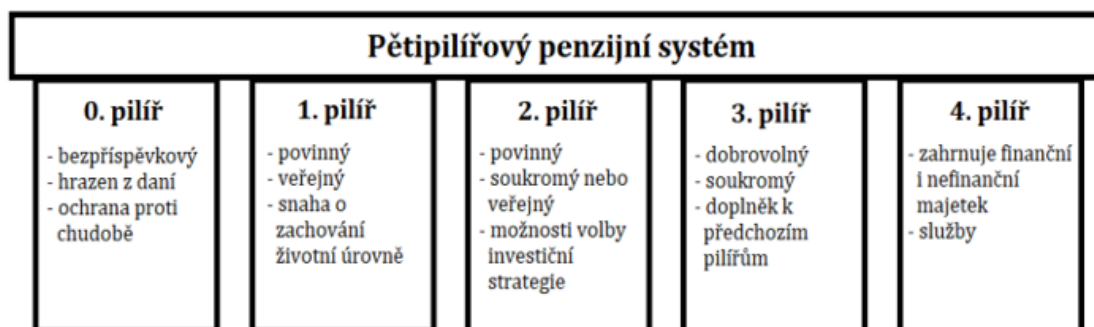 Pětipilířový penzijní systém
0. pilíř
- bezpříspěvkový
- hrazen z daní
- ochrana proti
chudobě
1. pilíř
- povinný
- veřejný
- snaha o
zachování
životní úrovně
2. pilíř
- povinný
- soukromý nebo
veřejný
- možnosti volby
investiční
strategie
3. pilíř
- dobrovolný
- soukromý
- doplněk k
předchozím
pilířům
4. pilíř
- zahrnuje finanční
i nefinanční
majetek
- služby